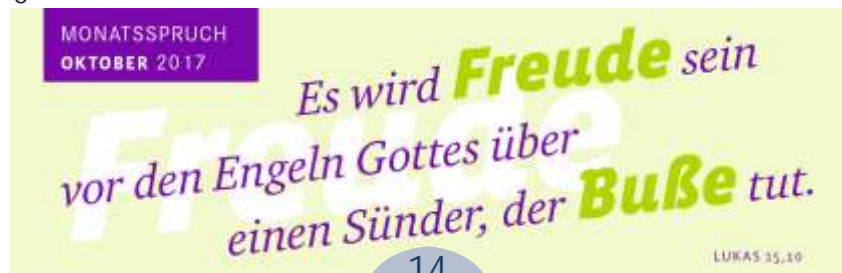 MONATSSPRUCH
OKTOBER 2017
Es wird Freude sein
vor den Engeln Gottes über
einen Sünder, der Buße tut.
Freude
LUKAS 15,10
14